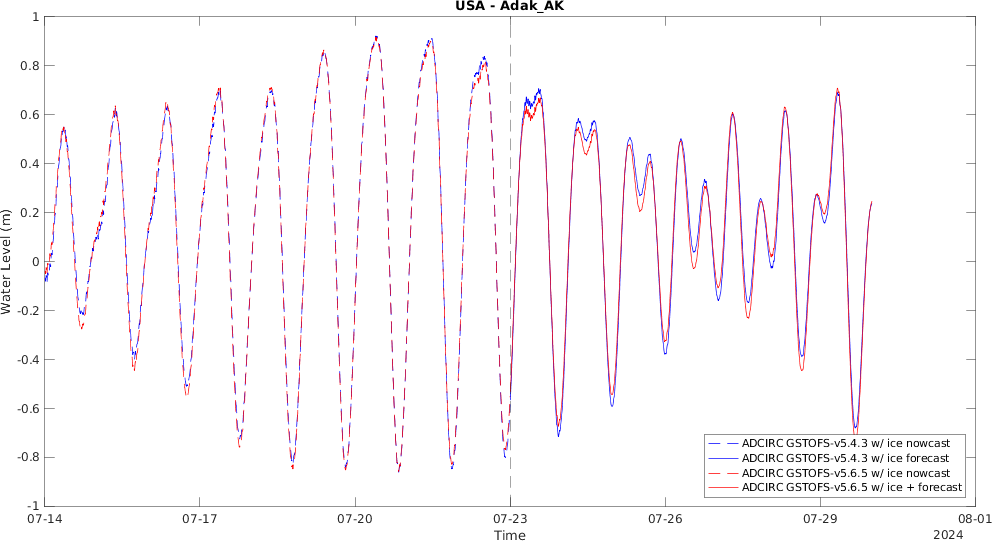 USA - Adak_AK
1
0.8
0.6
0.4
0.2
0
-0.2
-0.4
-0.6
-0.8
-1
Water Level (m)
ADCIRC GSTOFS-v5.4.3 w/ ice nowcast
ADCIRC GSTOFS-v5.4.3 w/ ice forecast
ADCIRC GSTOFS-v5.6.5 w/ ice nowcast
ADCIRC GSTOFS-v5.6.5 w/ ice + forecast
07-14 07-17 07-20 07-23 07-26 07-29 08-01
Time
2024